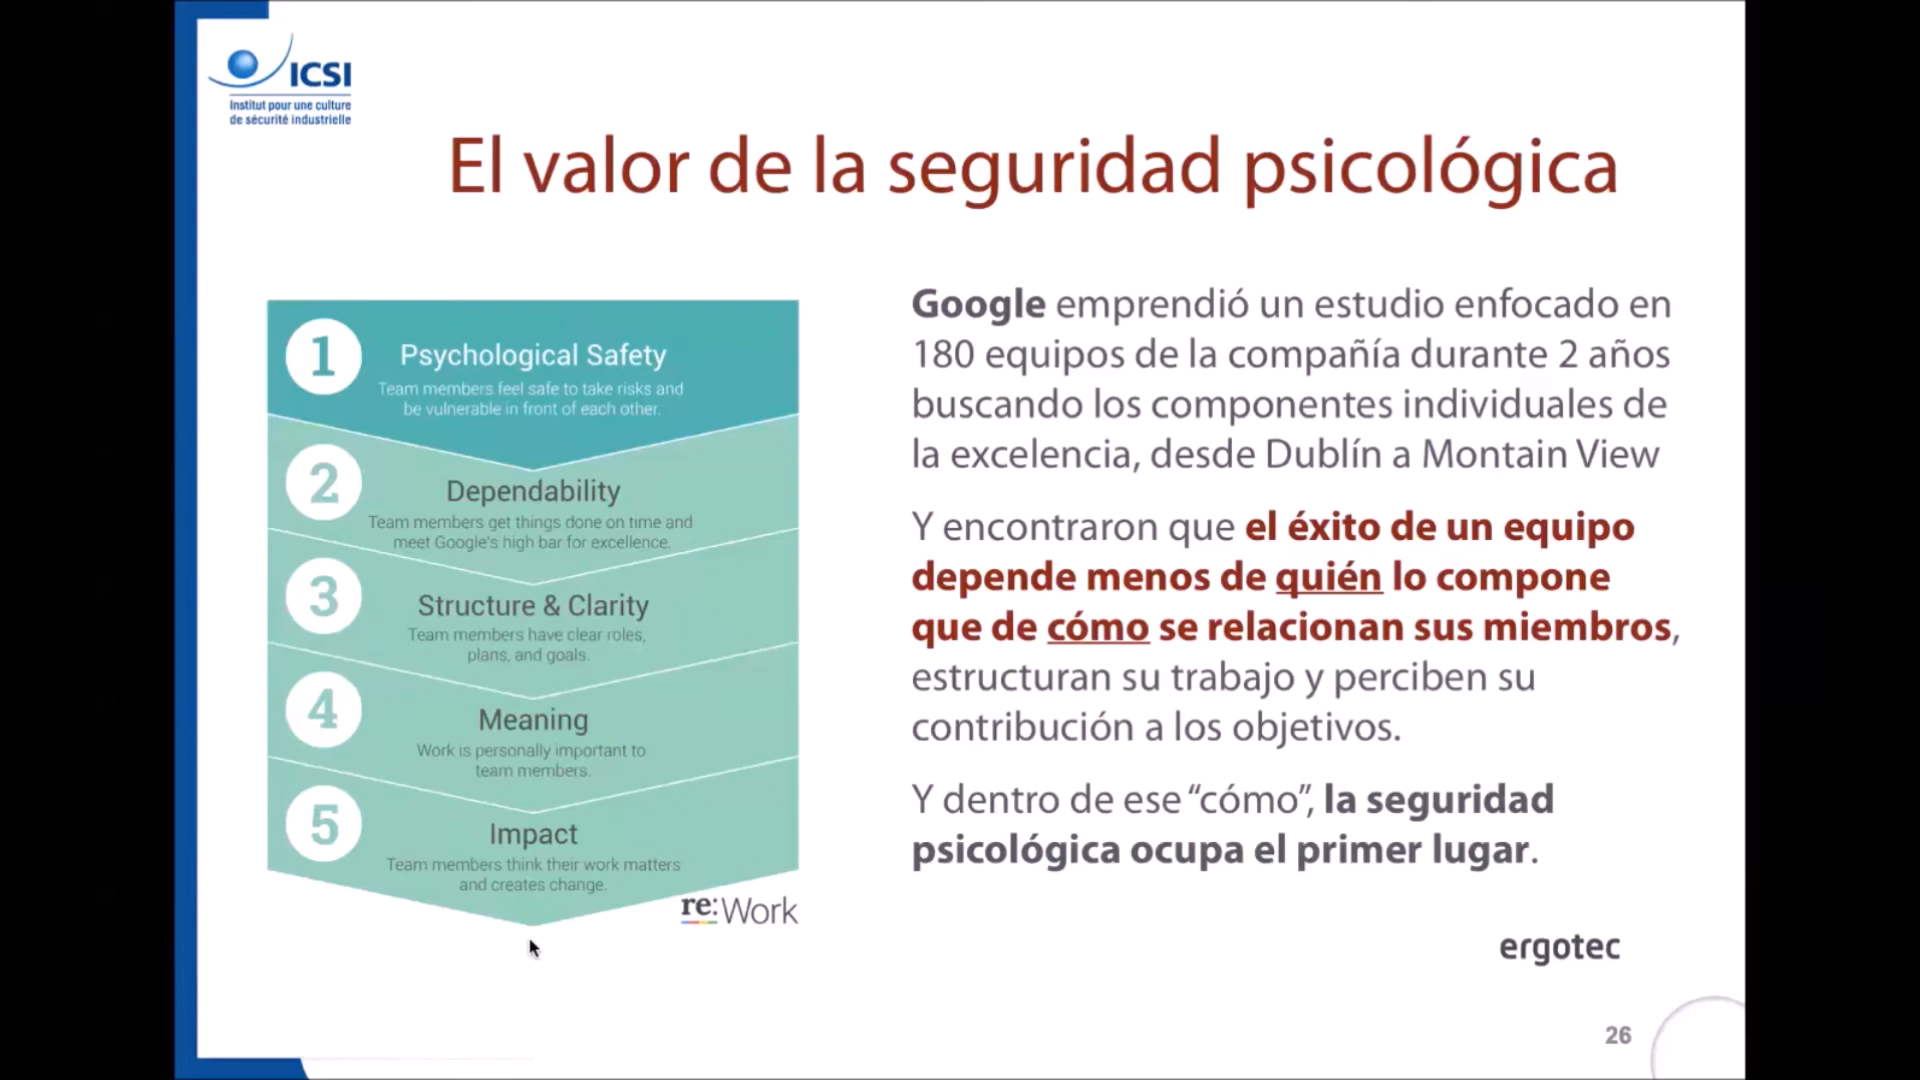 ICSI
Institut pour une culture
de sécurité industrielle
El valor de la seguridad psicológica
1
Psychological Safety
Team members feel safe to take risks and
be vulnerable in front of each other.
2
Dependability
Team members get things done on time and
meet Google's high bar for excellence.
3
Structure & Clarity
Team members have clear roles,
plans, and goals.
4
Meaning
Work is personally important to
team members.
5
Impact
Team members think their work matters
and creates change.
re:Work
Google emprendió un estudio enfocado en
180 equipos de la compañía durante 2 años
buscando los componentes individuales de
la excelencia, desde Dublín a Montain View
Y encontraron que el éxito de un equipo
depende menos de quién lo compone
que de cómo se relacionan sus miembros,
estructuran su trabajo y perciben su
contribución a los objetivos.
Y dentro de ese “cómo”, la seguridad
psicológica ocupa el primer lugar.
ergotec
26